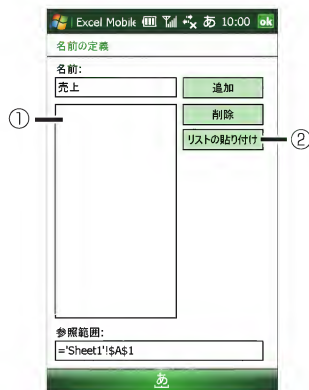 Excel Mobile あ 10:00 ok
名前の定義
名前:
売上
追加
削除
①
リストの貼り付け
②
参照範囲:
='Sheet1'!$A$1
あ